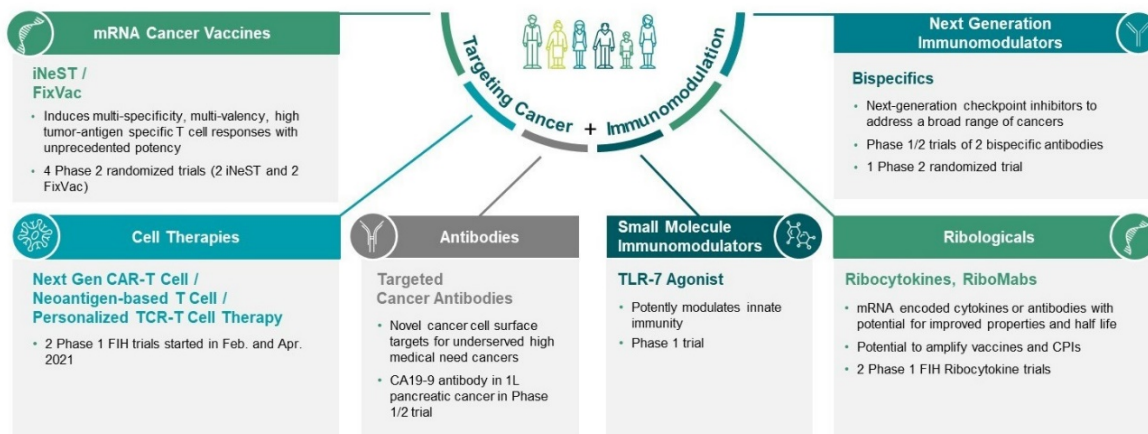 mRNA Cancer Vaccines
iNeST /
FixVac
• Induces multi-specificity, multi-valency, high
tumor-antigen specific T cell responses with
unprecedented potency
• 4 Phase 2 randomized trials (2 iNeST and 2
FixVac)
Targeting Cancer + Immunomodulation
Next Generation
Immunomodulators
Bispecifics
• Next-generation checkpoint inhibitors to
address a broad range of cancers
• Phase 1/2 trials of 2 bispecific antibodies
• 1 Phase 2 randomized trial
Cell Therapies
Next Gen CAR-T Cell /
Neoantigen-based T Cell /
Personalized TCR-T Cell Therapy
• 2 Phase 1 FIH trials started in Feb. and Apr.
2021
Antibodies
Targeted
Cancer Antibodies
• Novel cancer cell surface
targets for underserved high
medical need cancers
• CA19-9 antibody in 1L
pancreatic cancer in Phase
1/2 trial
Small Molecule
Immunomodulators
TLR-7 Agonist
• Potently modulates innate
immunity
• Phase 1 trial
Ribologicals
Ribocytokines, RiboMabs
• mRNA encoded cytokines or antibodies with
potential for improved properties and half life
• Potential to amplify vaccines and CPIs
• 2 Phase 1 FIH Ribocytokine trials